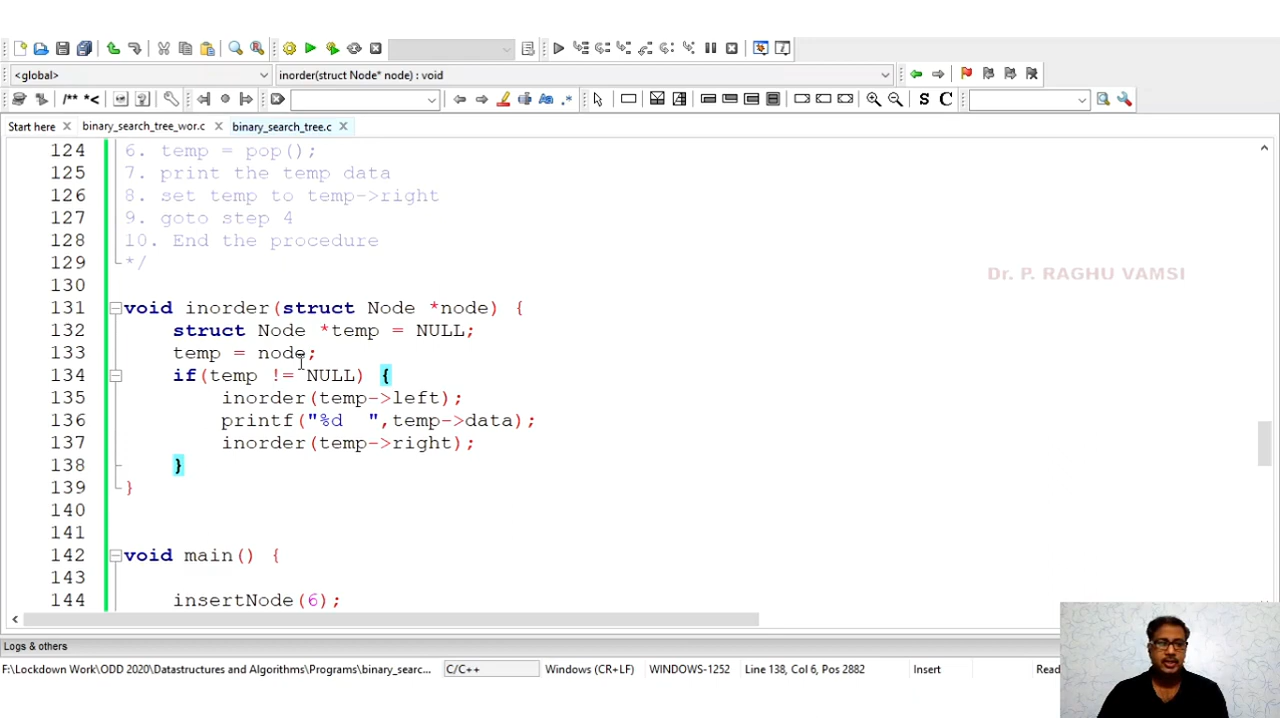 <global>
inorder(struct Node* node) : void
/** *<
.*
S C
Start here
binary_search_tree_wor.c
binary_search_tree.c
124 6. temp = pop();
125 7. print the temp data
126 8. set temp to temp->right
127 9. goto step 4
128 10. End the procedure
129 */
130
Dr. P. RAGHU VAMSI
131 void inorder(struct Node *node) {
132 struct Node *temp = NULL;
133 temp = node;
134 if(temp != NULL) {
135 inorder(temp->left);
136 printf("%d  ",temp->data);
137 inorder(temp->right);
138 }
139 }
140
141
142 void main() {
143
144 insertNode(6);
Logs & others
F:\Lockdown Work\ODD 2020\Datastructures and Algorithms\Programs\binary_searc... C/C++ Windows (CR+LF) WINDOWS-1252 Line 138, Col 6, Pos 2882 Insert Read